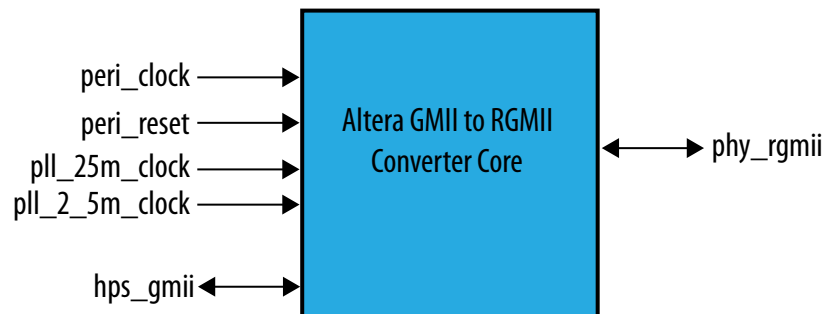 peri_clock
peri_reset
pll_25m_clock
pll_2_5m_clock
hps_gmii
Altera GMII to RGMII
Converter Core
phy_rgmii